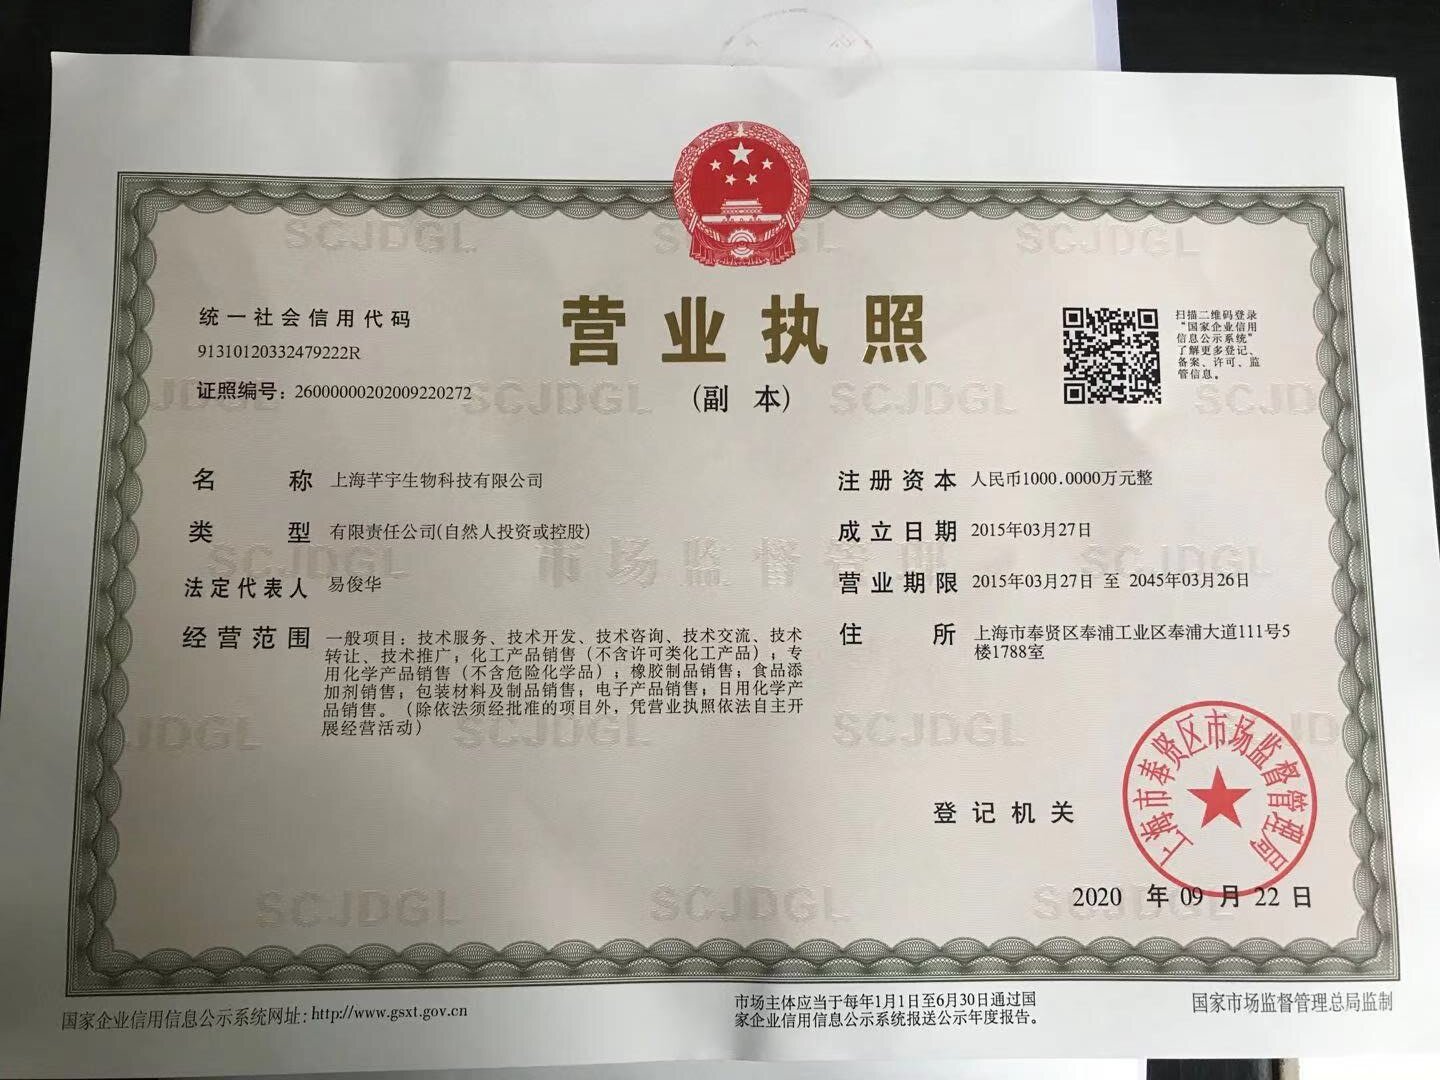 统一社会信用代码
91310120332479222R
证照编号：26000000202009220272
营业执照
(副 本)
扫描二维码登录
“国家企业信用
信息公示系统”
了解更多登记、
备案、许可、监
管信息。
名 称 上海芊宇生物科技有限公司
类 型 有限责任公司(自然人投资或控股)
法定代表人 易俊华
经营范围 一般项目：技术服务、技术开发、技术咨询、技术交流、技术
转让、技术推广；化工产品销售（不含许可类化工产品）；专
用化学产品销售（不含危险化学品）；橡胶制品销售；食品添
加剂销售；包装材料及制品销售；电子产品销售；日用化学产
品销售。（除依法须经批准的项目外，凭营业执照依法自主开
展经营活动）
注册资本 人民币1000.0000万元整
成立日期 2015年03月27日
营业期限 2015年03月27日 至 2045年03月26日
住 所 上海市奉贤区奉浦工业区奉浦大道111号5
楼1788室
登记机关
上海市奉贤区市场监督管理局
2020 年 09 月 22 日
SCJDGL
市场监督管理
国家企业信用信息公示系统网址：http://www.gsxt.gov.cn
市场主体应当于每年1月1日至6月30日通过国
家企业信用信息公示系统报送公示年度报告。
国家市场监督管理总局监制